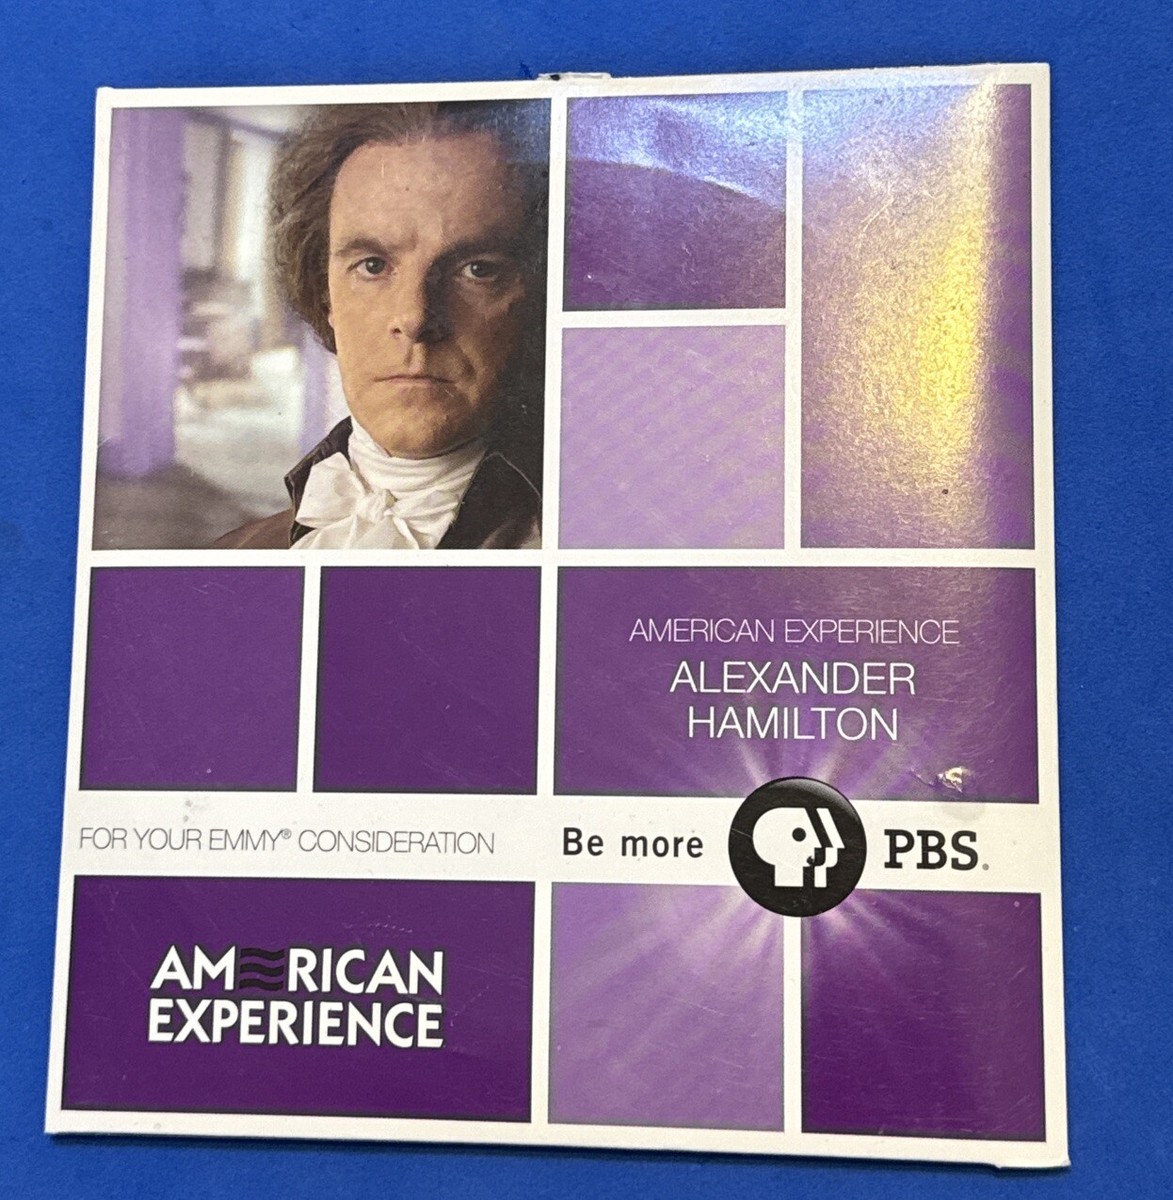 AMERICAN EXPERIENCE
ALEXANDER
HAMILTON
FOR YOUR EMMY® CONSIDERATION
Be more PBS.
AMERICAN
EXPERIENCE